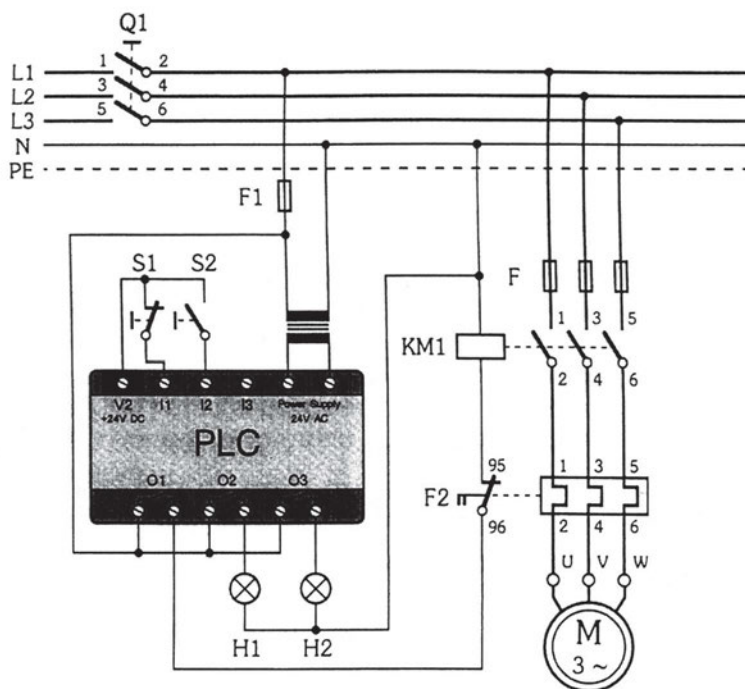 Q1
L1 1 2
L2 3 4
L3 5 6
N
PE
F1
S1 S2
F
1 3 5
KM1
2 4 6
V2 I1 I2 I3 Power Supply
+24V DC 24V AC
PLC
O1 O2 O3
95
F2
96
1 3 5
2 4 6
U V W
H1 H2
M
3 ~